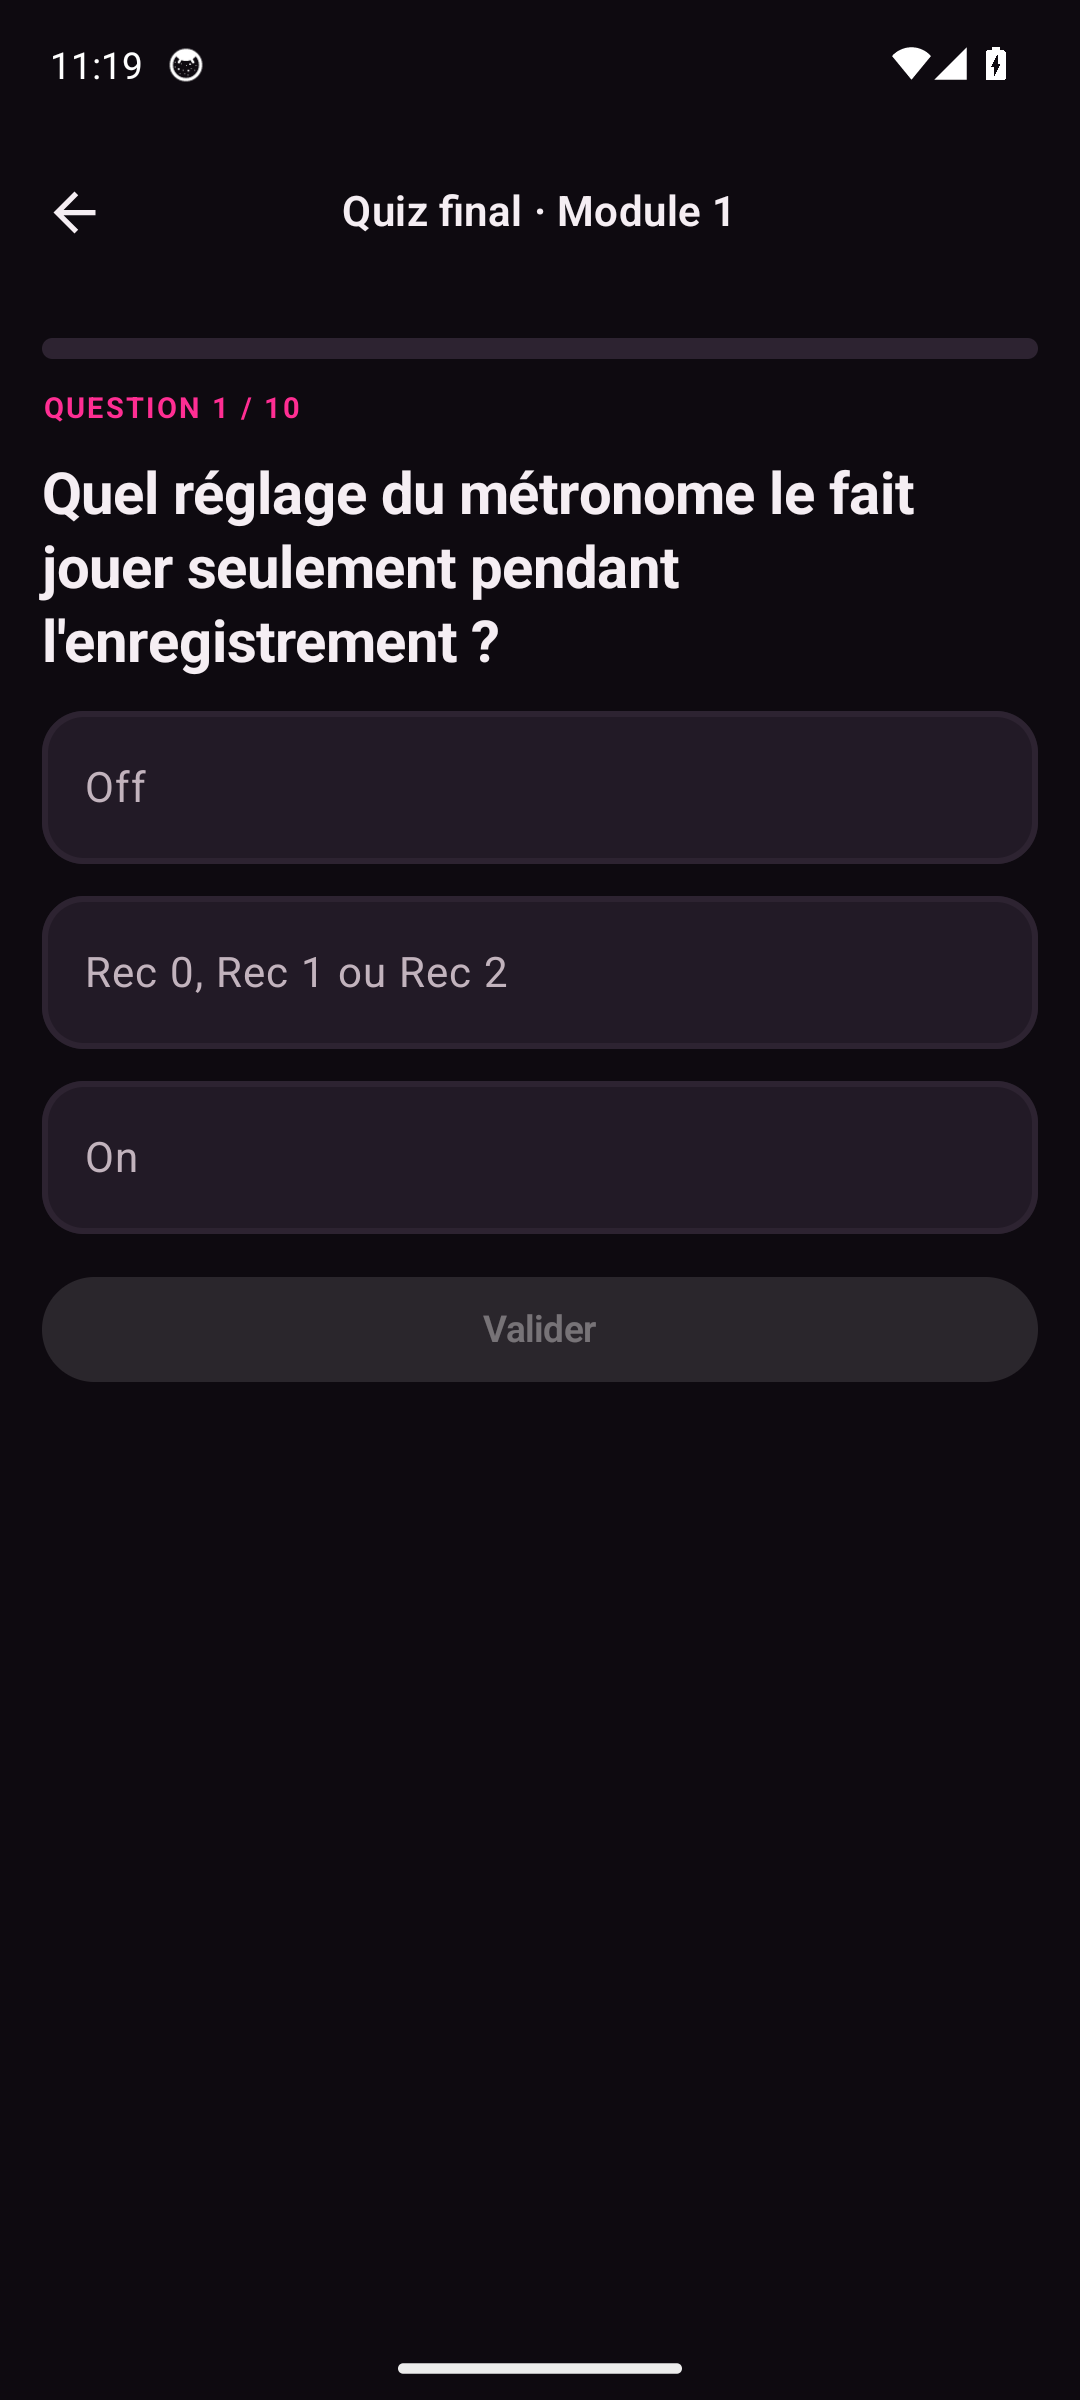 11:19
Quiz final · Module 1
QUESTION 1 / 10
Quel réglage du métronome le fait
jouer seulement pendant
l'enregistrement ?
Off
Rec 0, Rec 1 ou Rec 2
On
Valider